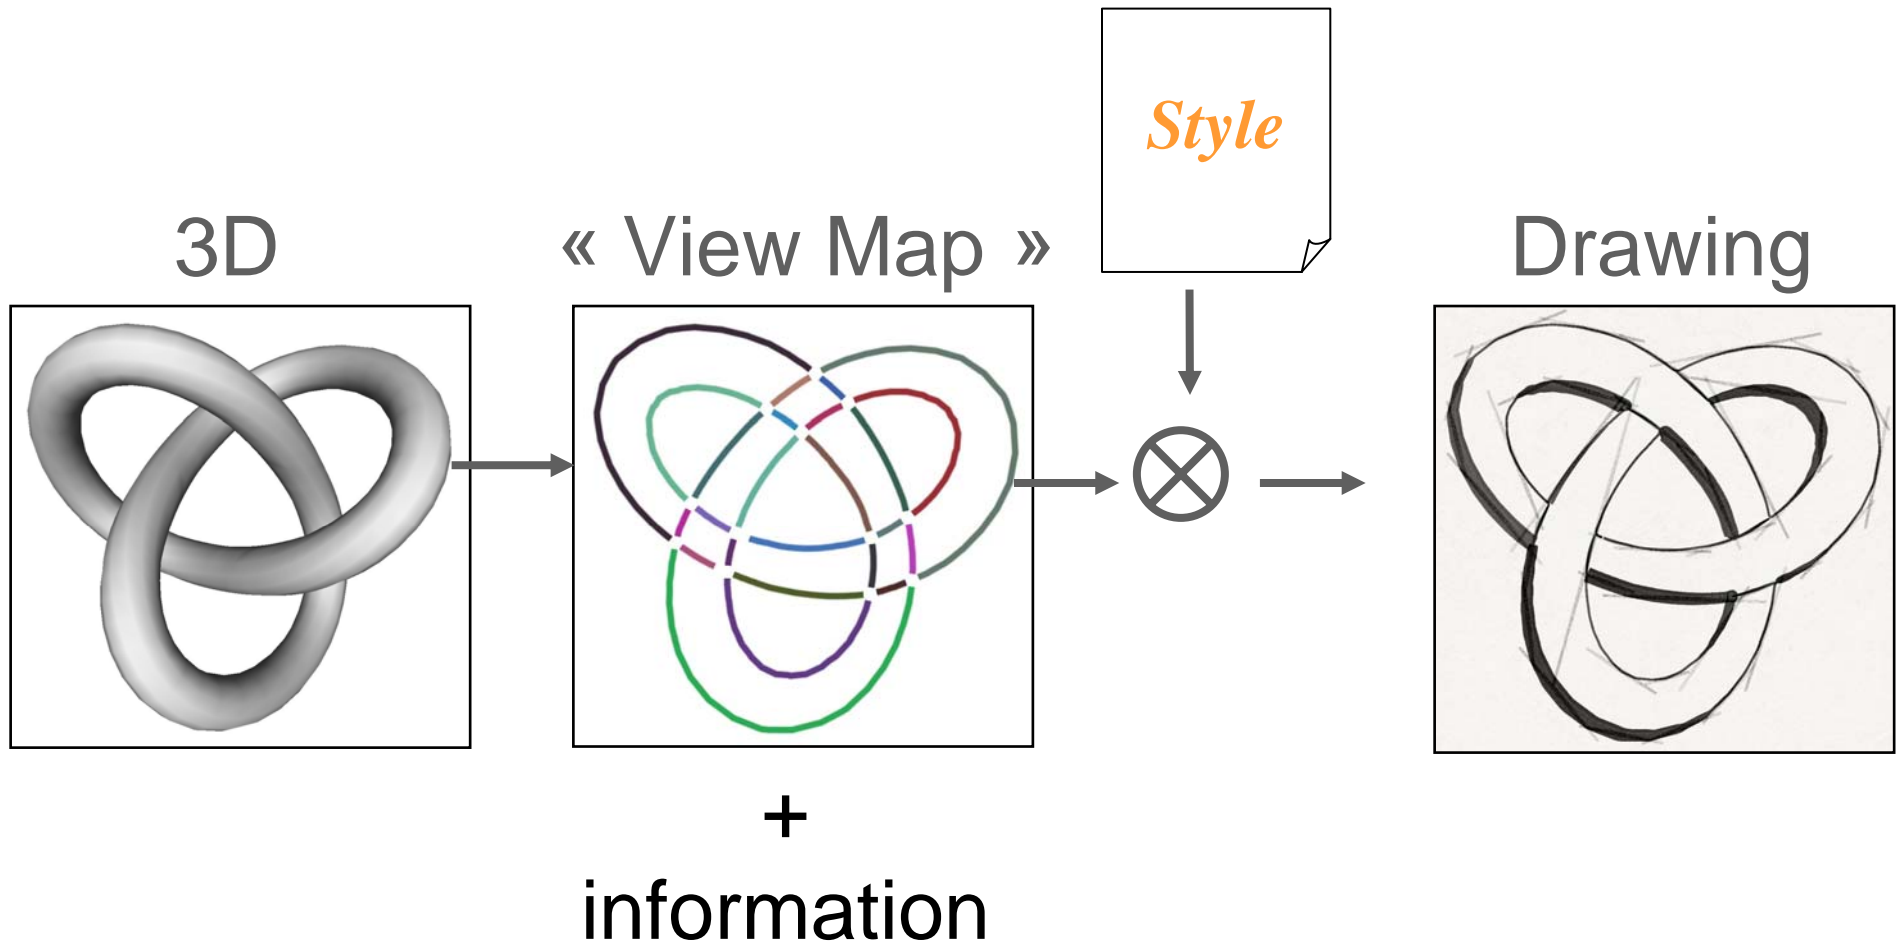 Style
3D
« View Map »
Drawing
+
information